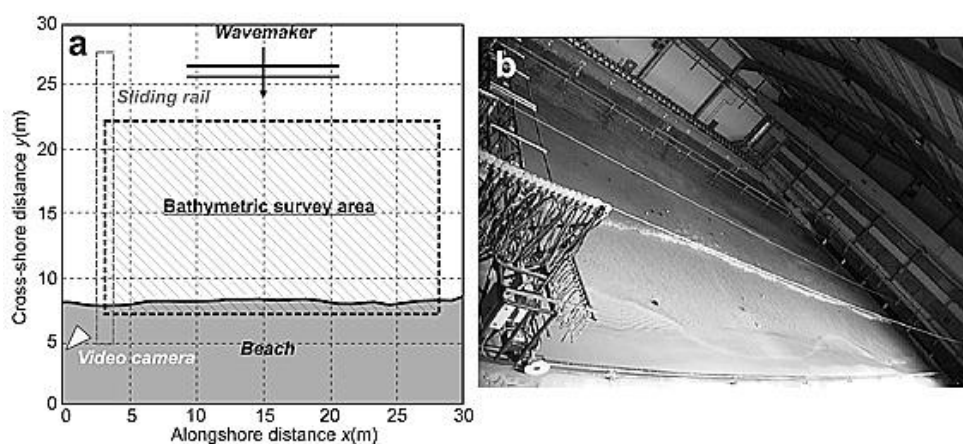 a
Wavemaker
Sliding rail
Bathymetric survey area
Video camera
Beach
Cross-shore distance y(m)
30
25
20
15
10
5
0
0 5 10 15 20 25 30
Alongshore distance x(m)
b